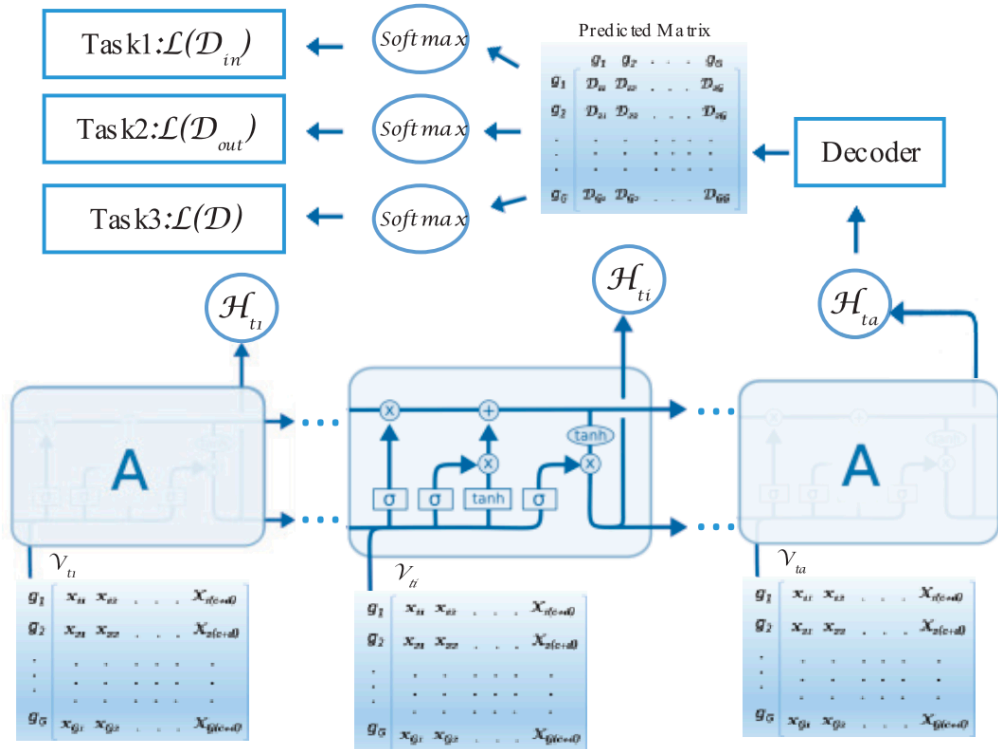 Predicted Matrix
Task1:ℒ(𝒟in)
Softmax
g1 g2 . . . gG
g1 D11 D12 . . . D1G
Task2:ℒ(𝒟out)
Softmax
g2 D21 D22 . . . D2G
Decoder
Task3:ℒ(𝒟)
Softmax
gG DG1 DG2 . . . DGG
ℋt1
ℋti
ℋta
A
x + tanh x x
σ σ tanh σ
A
tanh
𝒱t1
𝒱ti
𝒱ta
g1 x11 x12 . . . X1(c+d)
g2 x21 x22 . . . X2(c+d)
gG xG1 xG2 . . . XG(c+d)
g1 x11 x12 . . . X1(c+d)
g2 x21 x22 . . . X2(c+d)
gG xG1 xG2 . . . XG(c+d)
g1 x11 x12 . . . X1(c+d)
g2 x21 x22 . . . X2(c+d)
gG xG1 xG2 . . . XG(c+d)